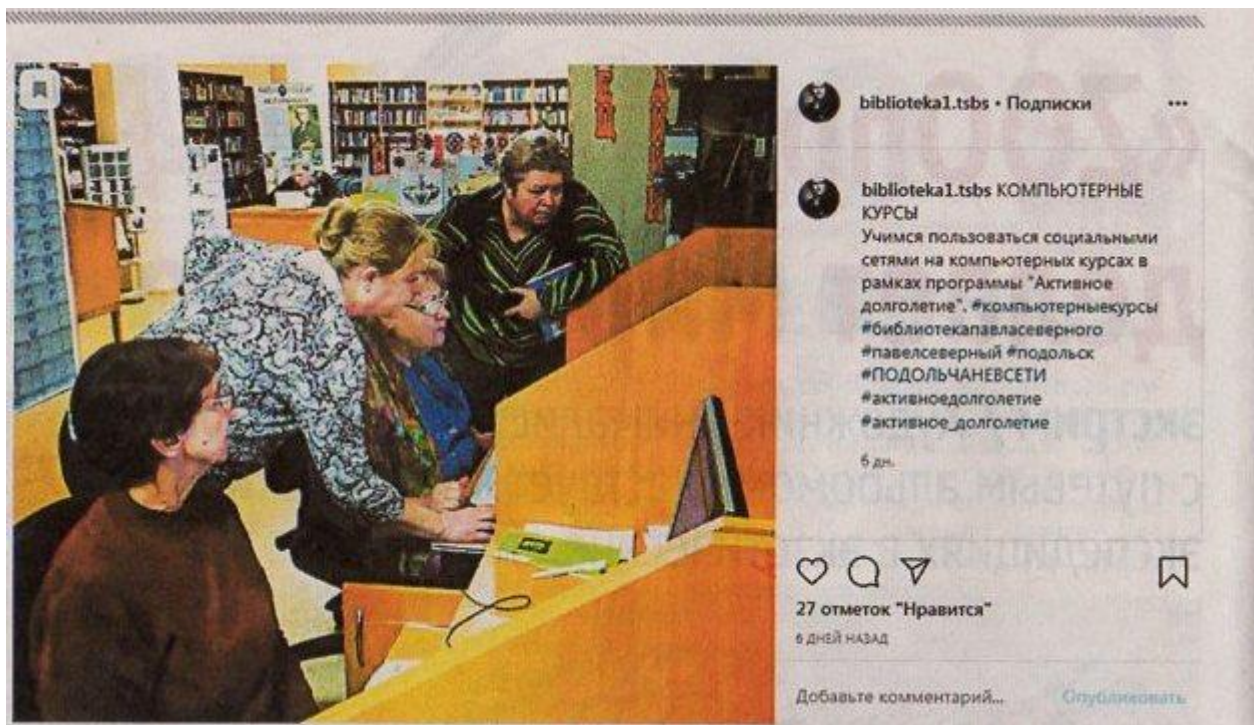 biblioteka1.tsbs • Подписки
biblioteka1.tsbs КОМПЬЮТЕРНЫЕ
КУРСЫ
Учимся пользоваться социальными
сетями на компьютерных курсах в
рамках программы "Активное
долголетие". #компьютерныекурсы
#библиотекапавласеверного
#павелсеверный #подольск
#ПОДОЛЬЧАНЕВСЕТИ
#активноедолголетие
#активное_долголетие
6 дн.
27 отметок "Нравится"
6 ДНЕЙ НАЗАД
Добавьте комментарий...
Опубликовать